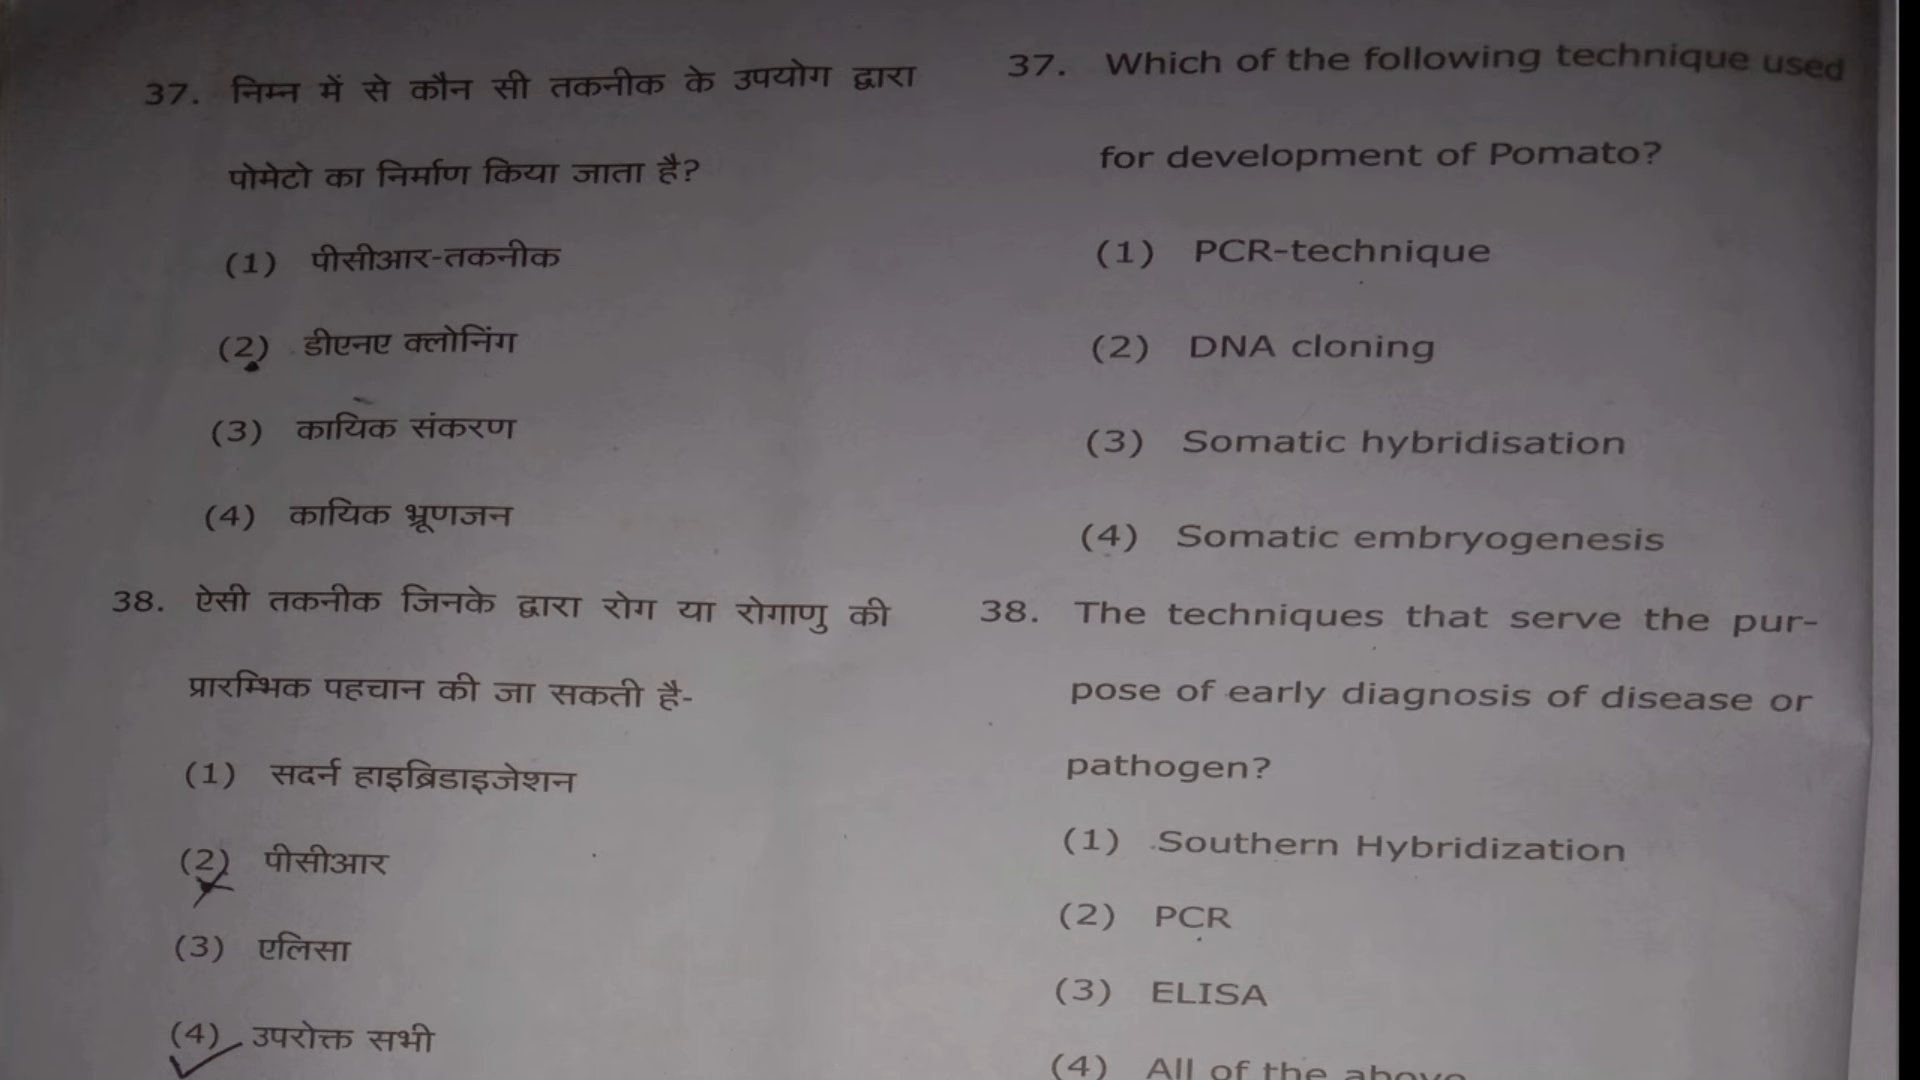 37. निम्न में से कौन सी तकनीक के उपयोग द्वारा
पोमेटो का निर्माण किया जाता है?
(1) पीसीआर-तकनीक
(2) डीएनए क्लोनिंग
(3) कायिक संकरण
(4) कायिक भ्रूणजन
38. ऐसी तकनीक जिनके द्वारा रोग या रोगाणु की
प्रारम्भिक पहचान की जा सकती है-
(1) सदर्न हाइब्रिडाइजेशन
(2) पीसीआर
(3) एलिसा
(4) उपरोक्त सभी
37. Which of the following technique used
for development of Pomato?
(1) PCR-technique
(2) DNA cloning
(3) Somatic hybridisation
(4) Somatic embryogenesis
38. The techniques that serve the pur-
pose of early diagnosis of disease or
pathogen?
(1) Southern Hybridization
(2) PCR
(3) ELISA
(4) All of the above